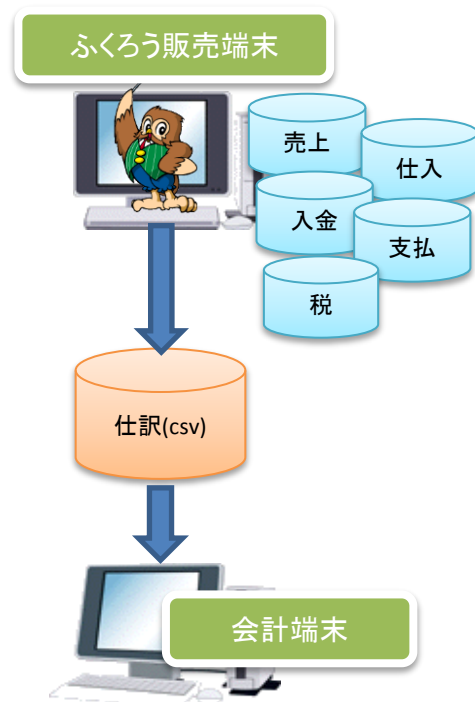 ふくろう販売端末
売上
仕入
入金
支払
税
仕訳(csv)
会計端末